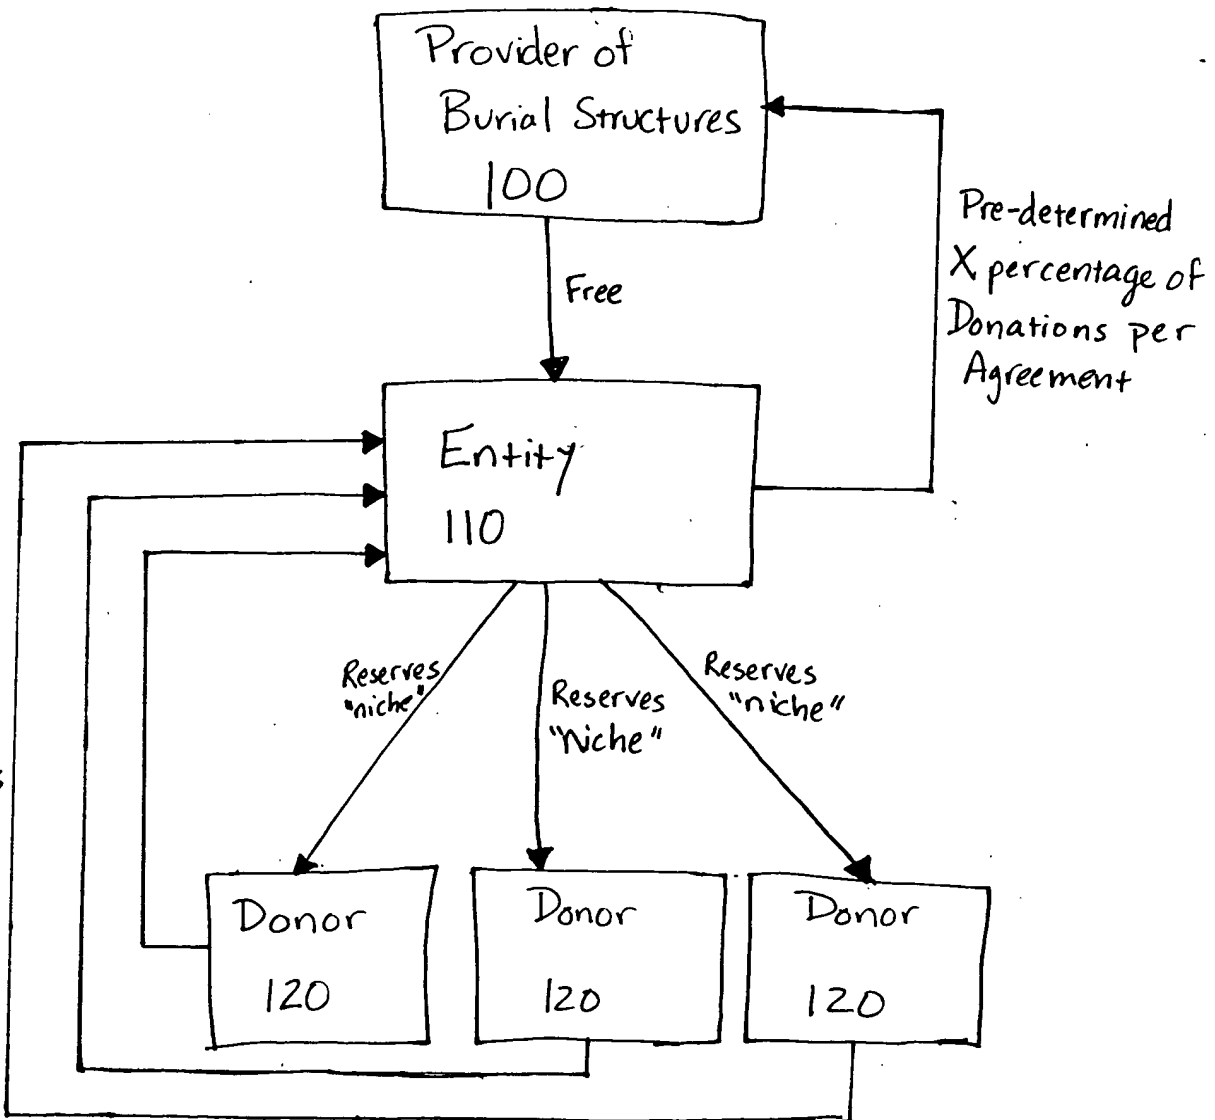 Provider of
Burial Structures
100
Free
Pre-determined
X percentage of
Donations per
Agreement
Entity
110
Reserves
"niche"
Reserves
"Niche"
Reserves
"niche"
Donor
120
Donor
120
Donor
120